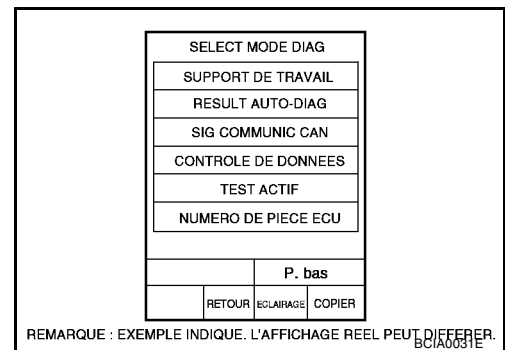 SELECT MODE DIAG
SUPPORT DE TRAVAIL
RESULT AUTO-DIAG
SIG COMMUNIC CAN
CONTROLE DE DONNEES
TEST ACTIF
NUMERO DE PIECE ECU
P. bas
RETOUR ECLAIRAGE COPIER
REMARQUE : EXEMPLE INDIQUE. L'AFFICHAGE REEL PEUT DIFFERER.
BCIA0031E